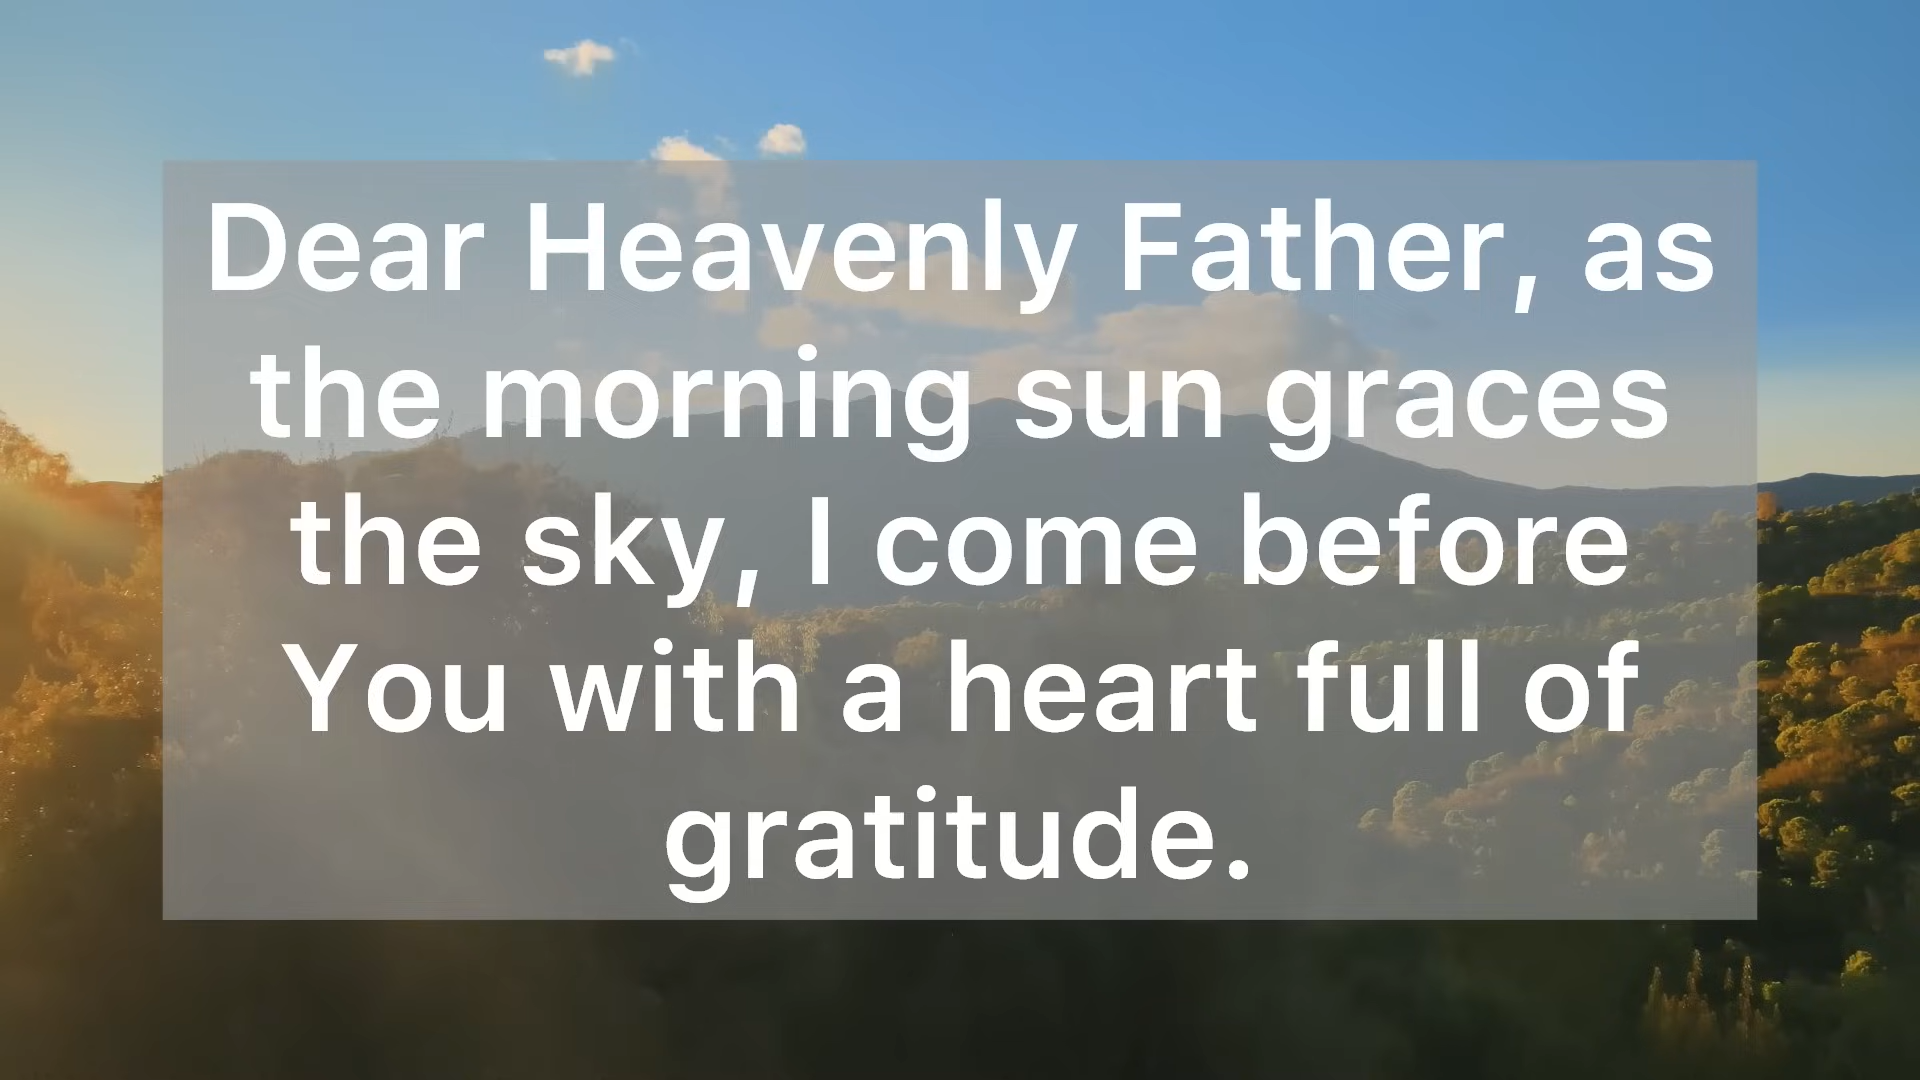 Dear Heavenly Father, as
the morning sun graces
the sky, I come before
You with a heart full of
gratitude.